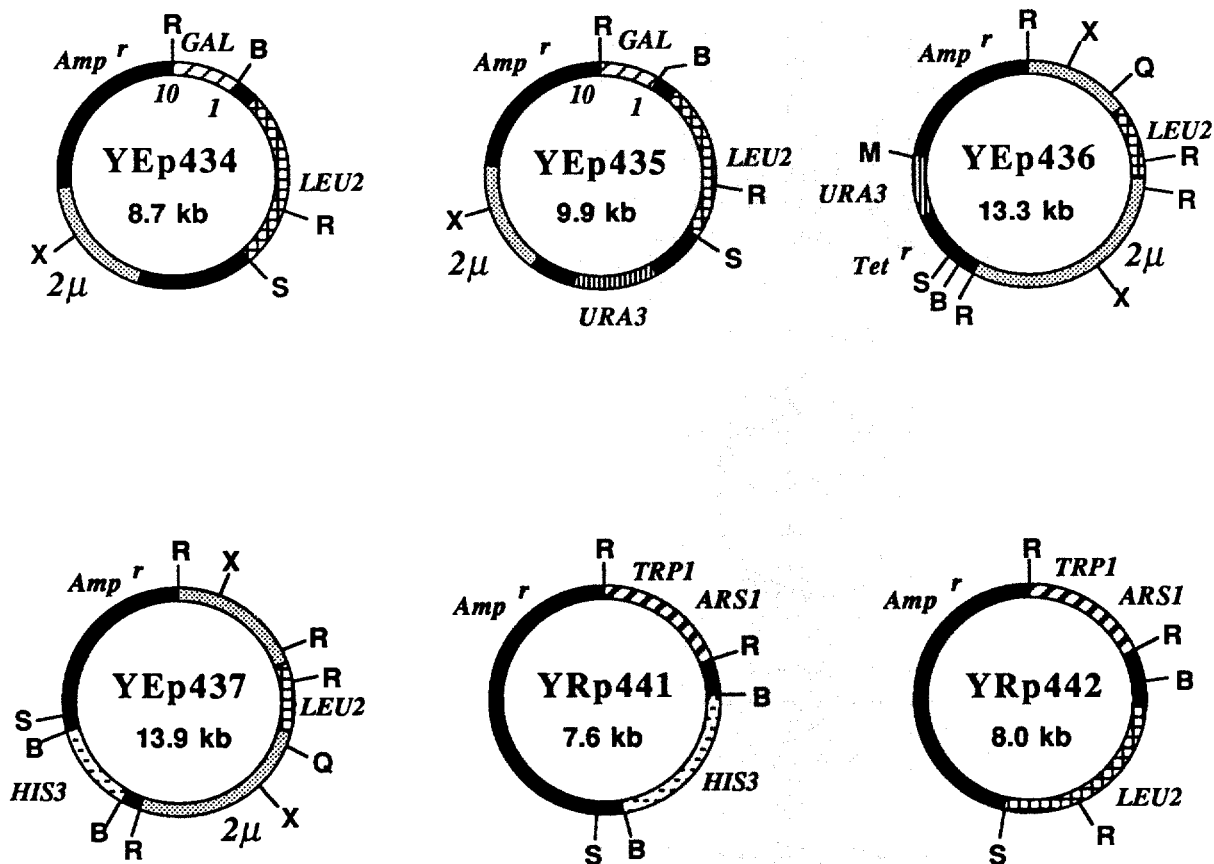 R
GAL
B
Amp r
10
1
YEp434
8.7 kb
LEU2
R
X
2μ
S
R
GAL
B
Amp r
10
1
YEp435
9.9 kb
LEU2
R
X
2μ
S
URA3
R
X
Amp r
Q
LEU2
M
YEp436
R
URA3
13.3 kb
R
Tet r
2μ
S
B
R
X
R
X
Amp r
R
R
YEp437
LEU2
S
13.9 kb
B
Q
HIS3
B
R
2μ
X
R
TRP1
Amp r
ARS1
R
YRp441
B
7.6 kb
HIS3
S
B
R
TRP1
Amp r
ARS1
R
YRp442
B
8.0 kb
LEU2
R
S